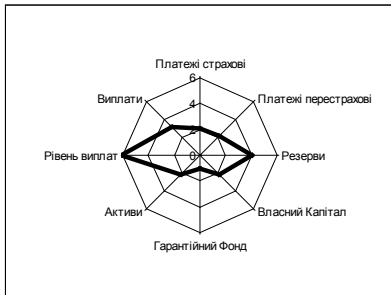 Платежі страхові
6
Виплати
4
Платежі перестрахові
2
Рівень виплат
0
Резерви
Активи
Власний Капітал
Гарантійний Фонд